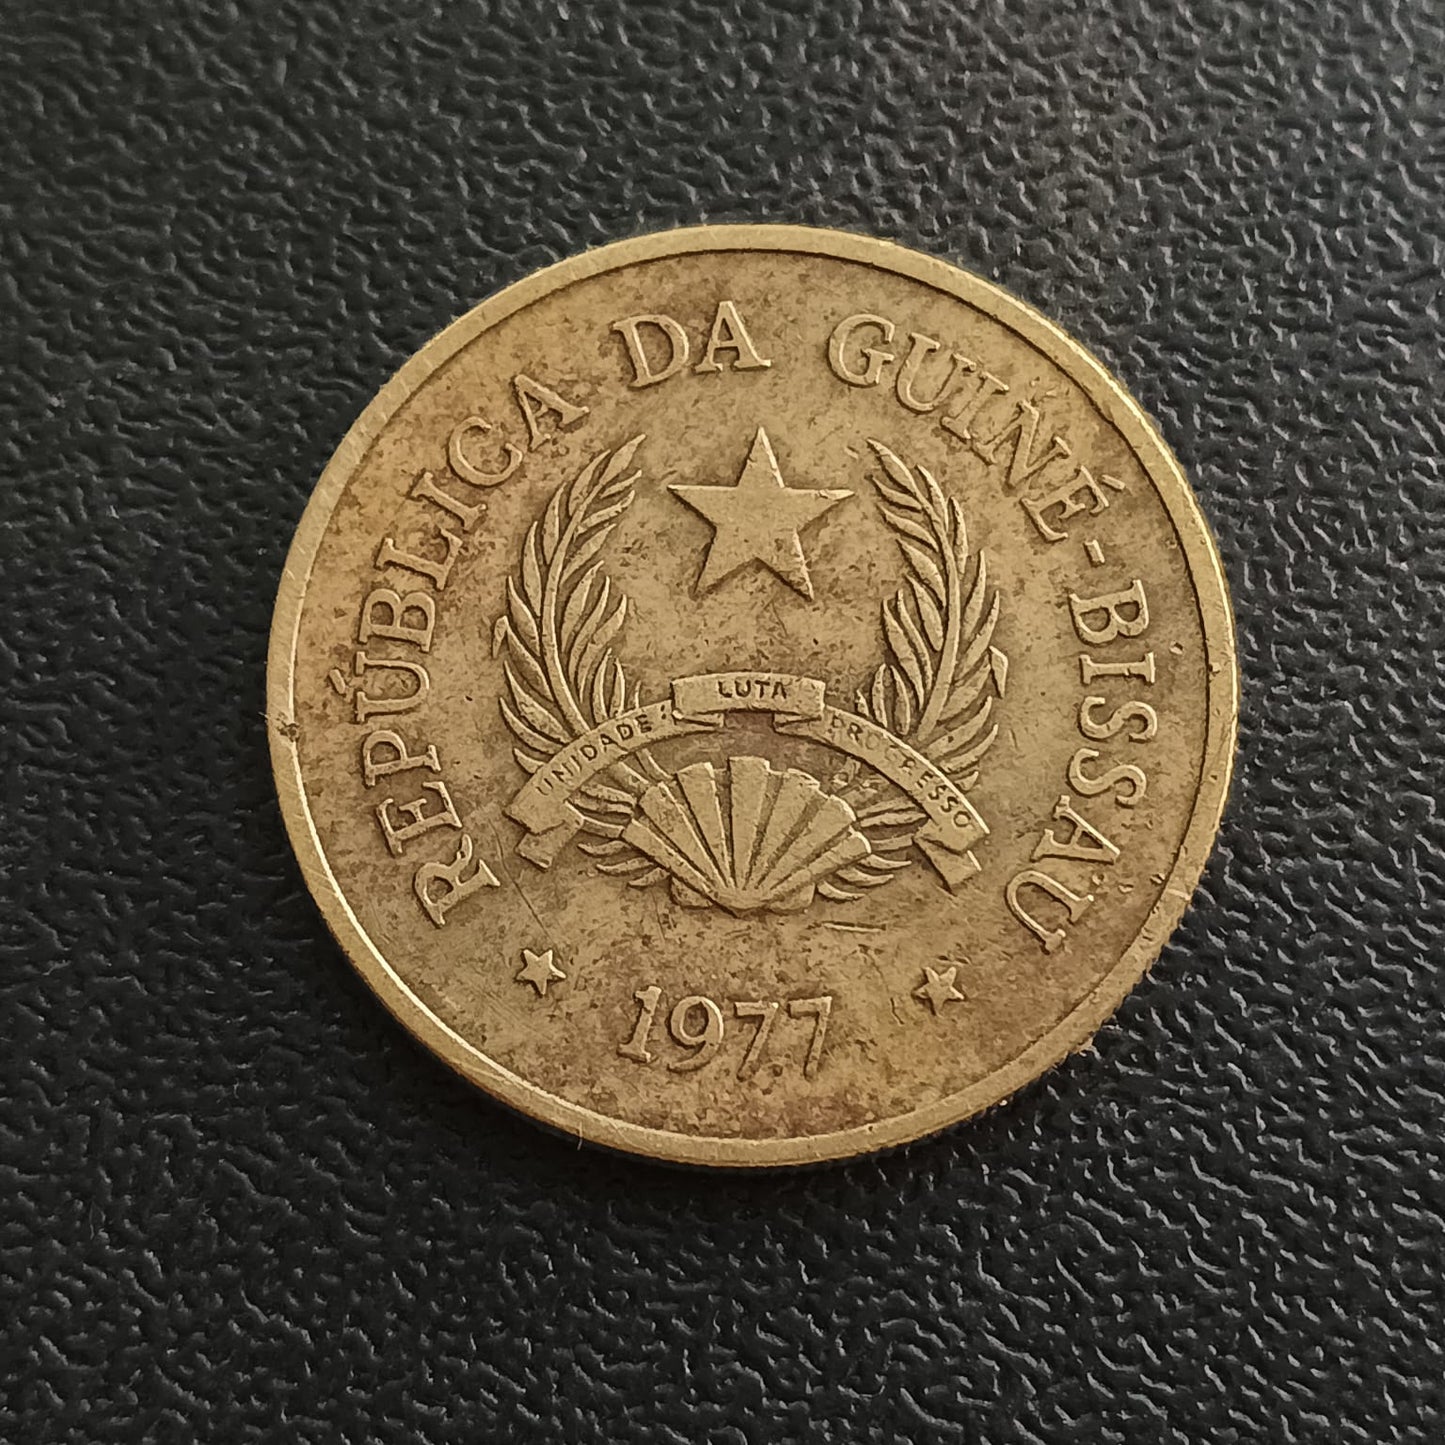 REPÚBLICA DA GUINÉ-BISSAU
UNIDADE LUTA PROGRESSO
1977